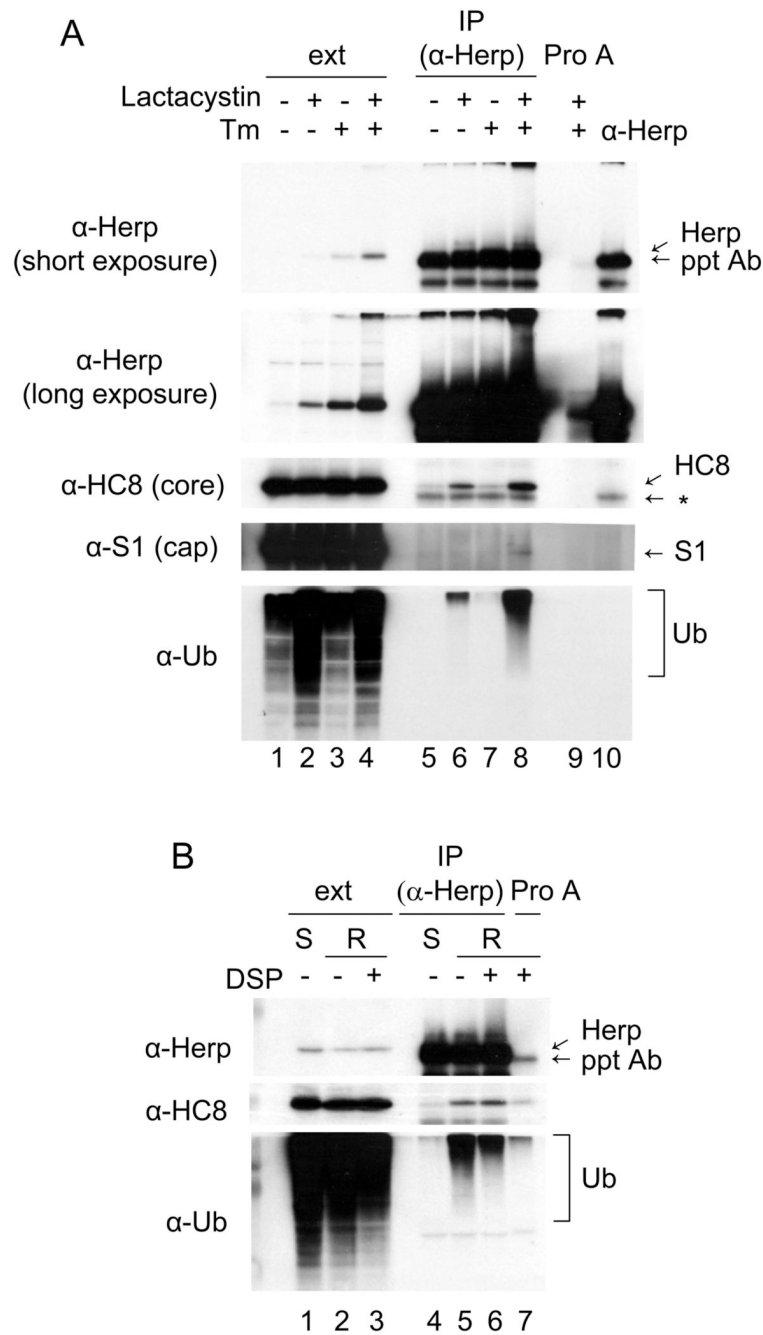 A
IP
ext (α-Herp) Pro A
Lactacystin - + - + - + - + +
Tm - - + + - - + + + α-Herp
α-Herp
(short exposure)
Herp
ppt Ab
α-Herp
(long exposure)
α-HC8 (core)
HC8
*
α-S1 (cap)
S1
α-Ub
Ub
1 2 3 4 5 6 7 8 9 10
B
IP
ext (α-Herp) Pro A
S R S R
DSP - - + - - + +
α-Herp
Herp
ppt Ab
α-HC8
α-Ub
Ub
1 2 3 4 5 6 7